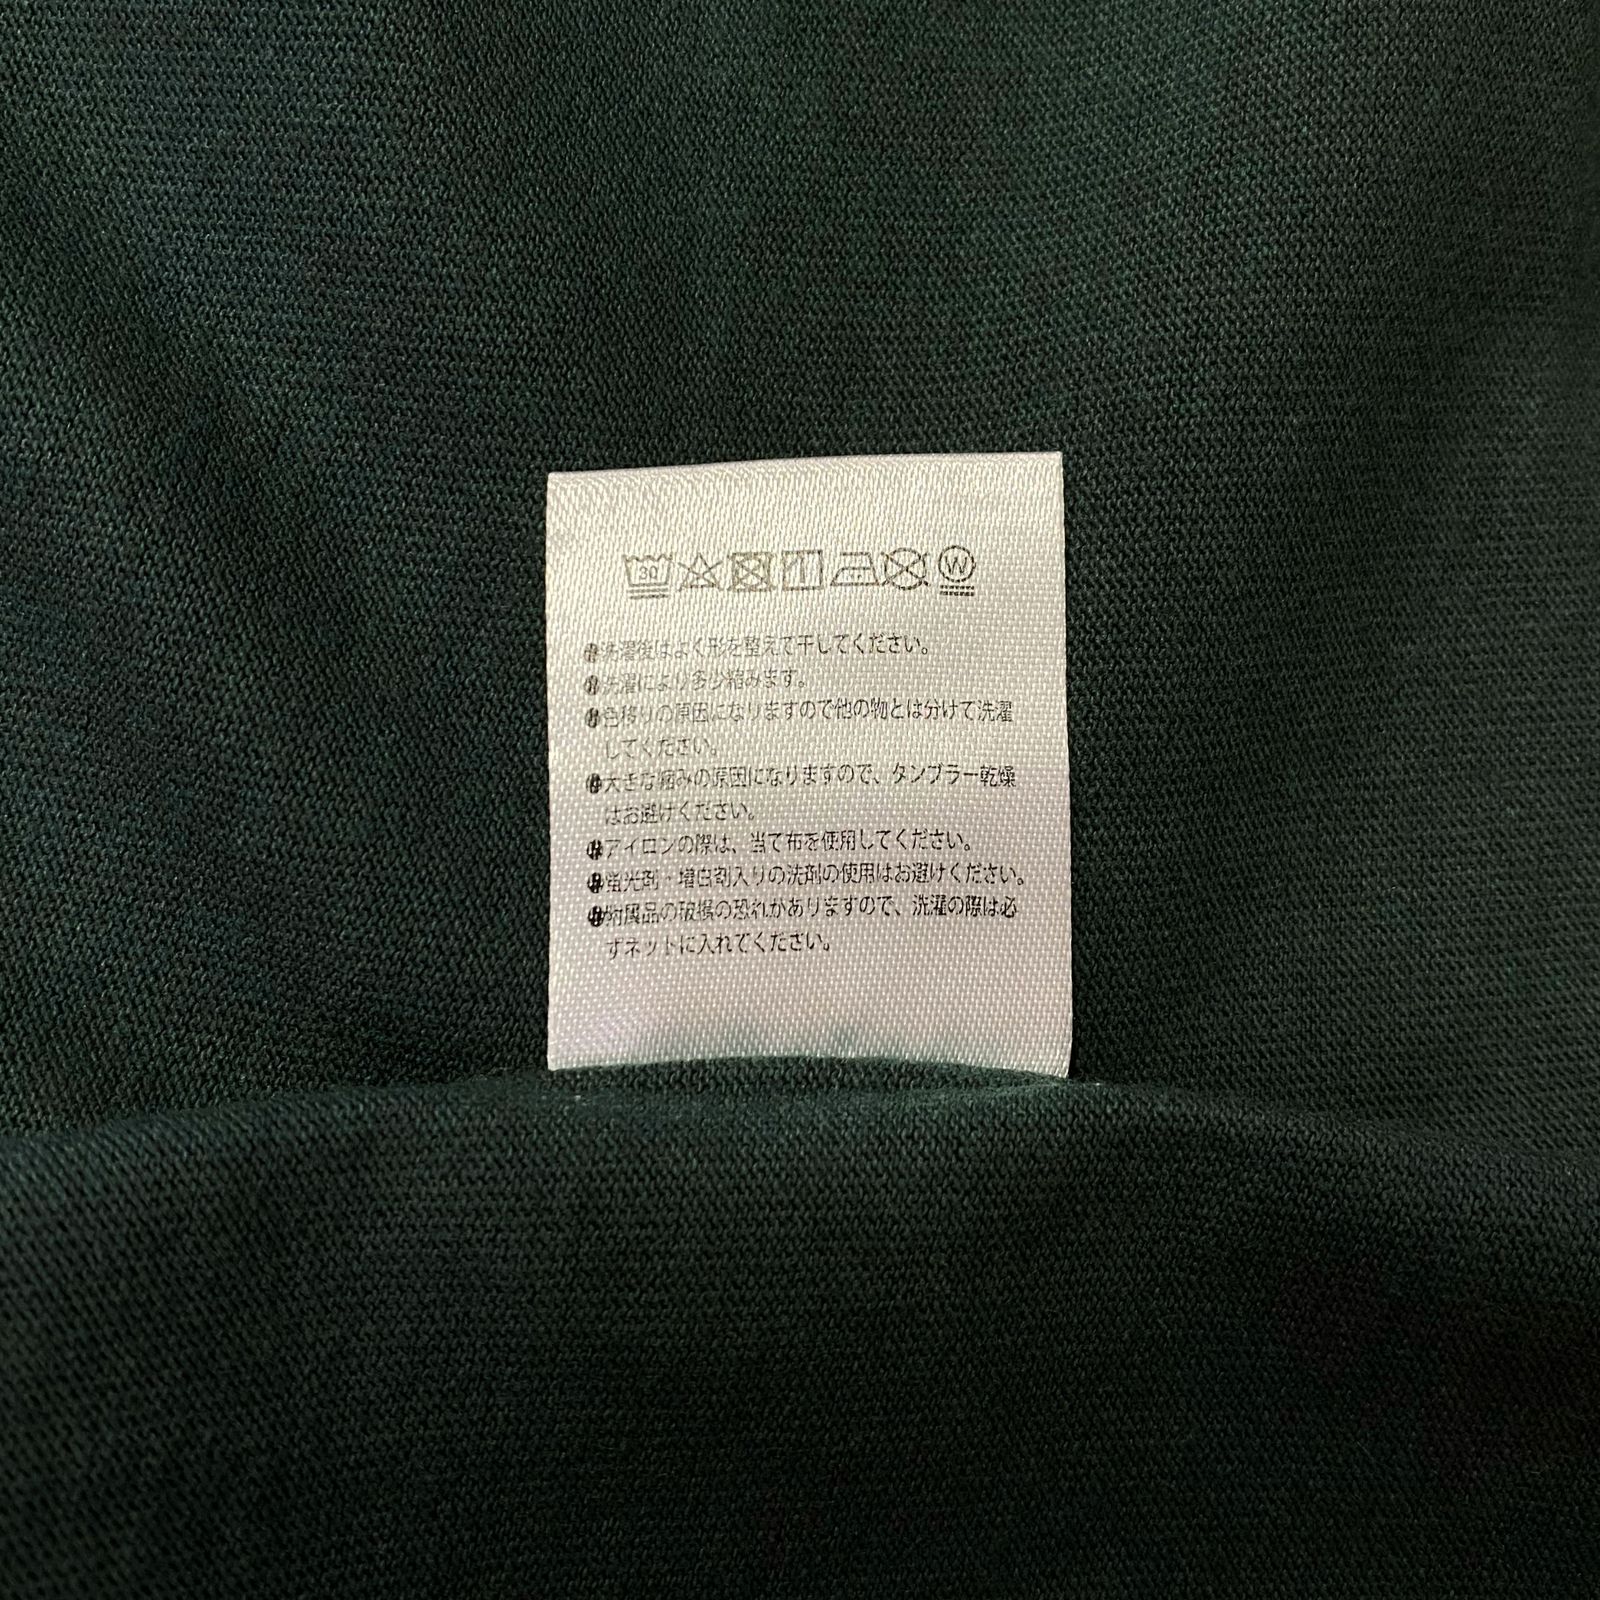 30 W
●洗濯後はよく形を整えて干してください。
●洗濯により多少縮みます。
●色移りの原因になりますので他の物とは分けて洗濯
してください。
●大きな縮みの原因になりますので、タンブラー乾燥
はお避けください。
●アイロンの際は、当て布を使用してください。
●蛍光剤・増白剤入りの洗剤の使用はお避けください。
●附属品の破損の恐れがありますので、洗濯の際は必
ずネットに入れてください。